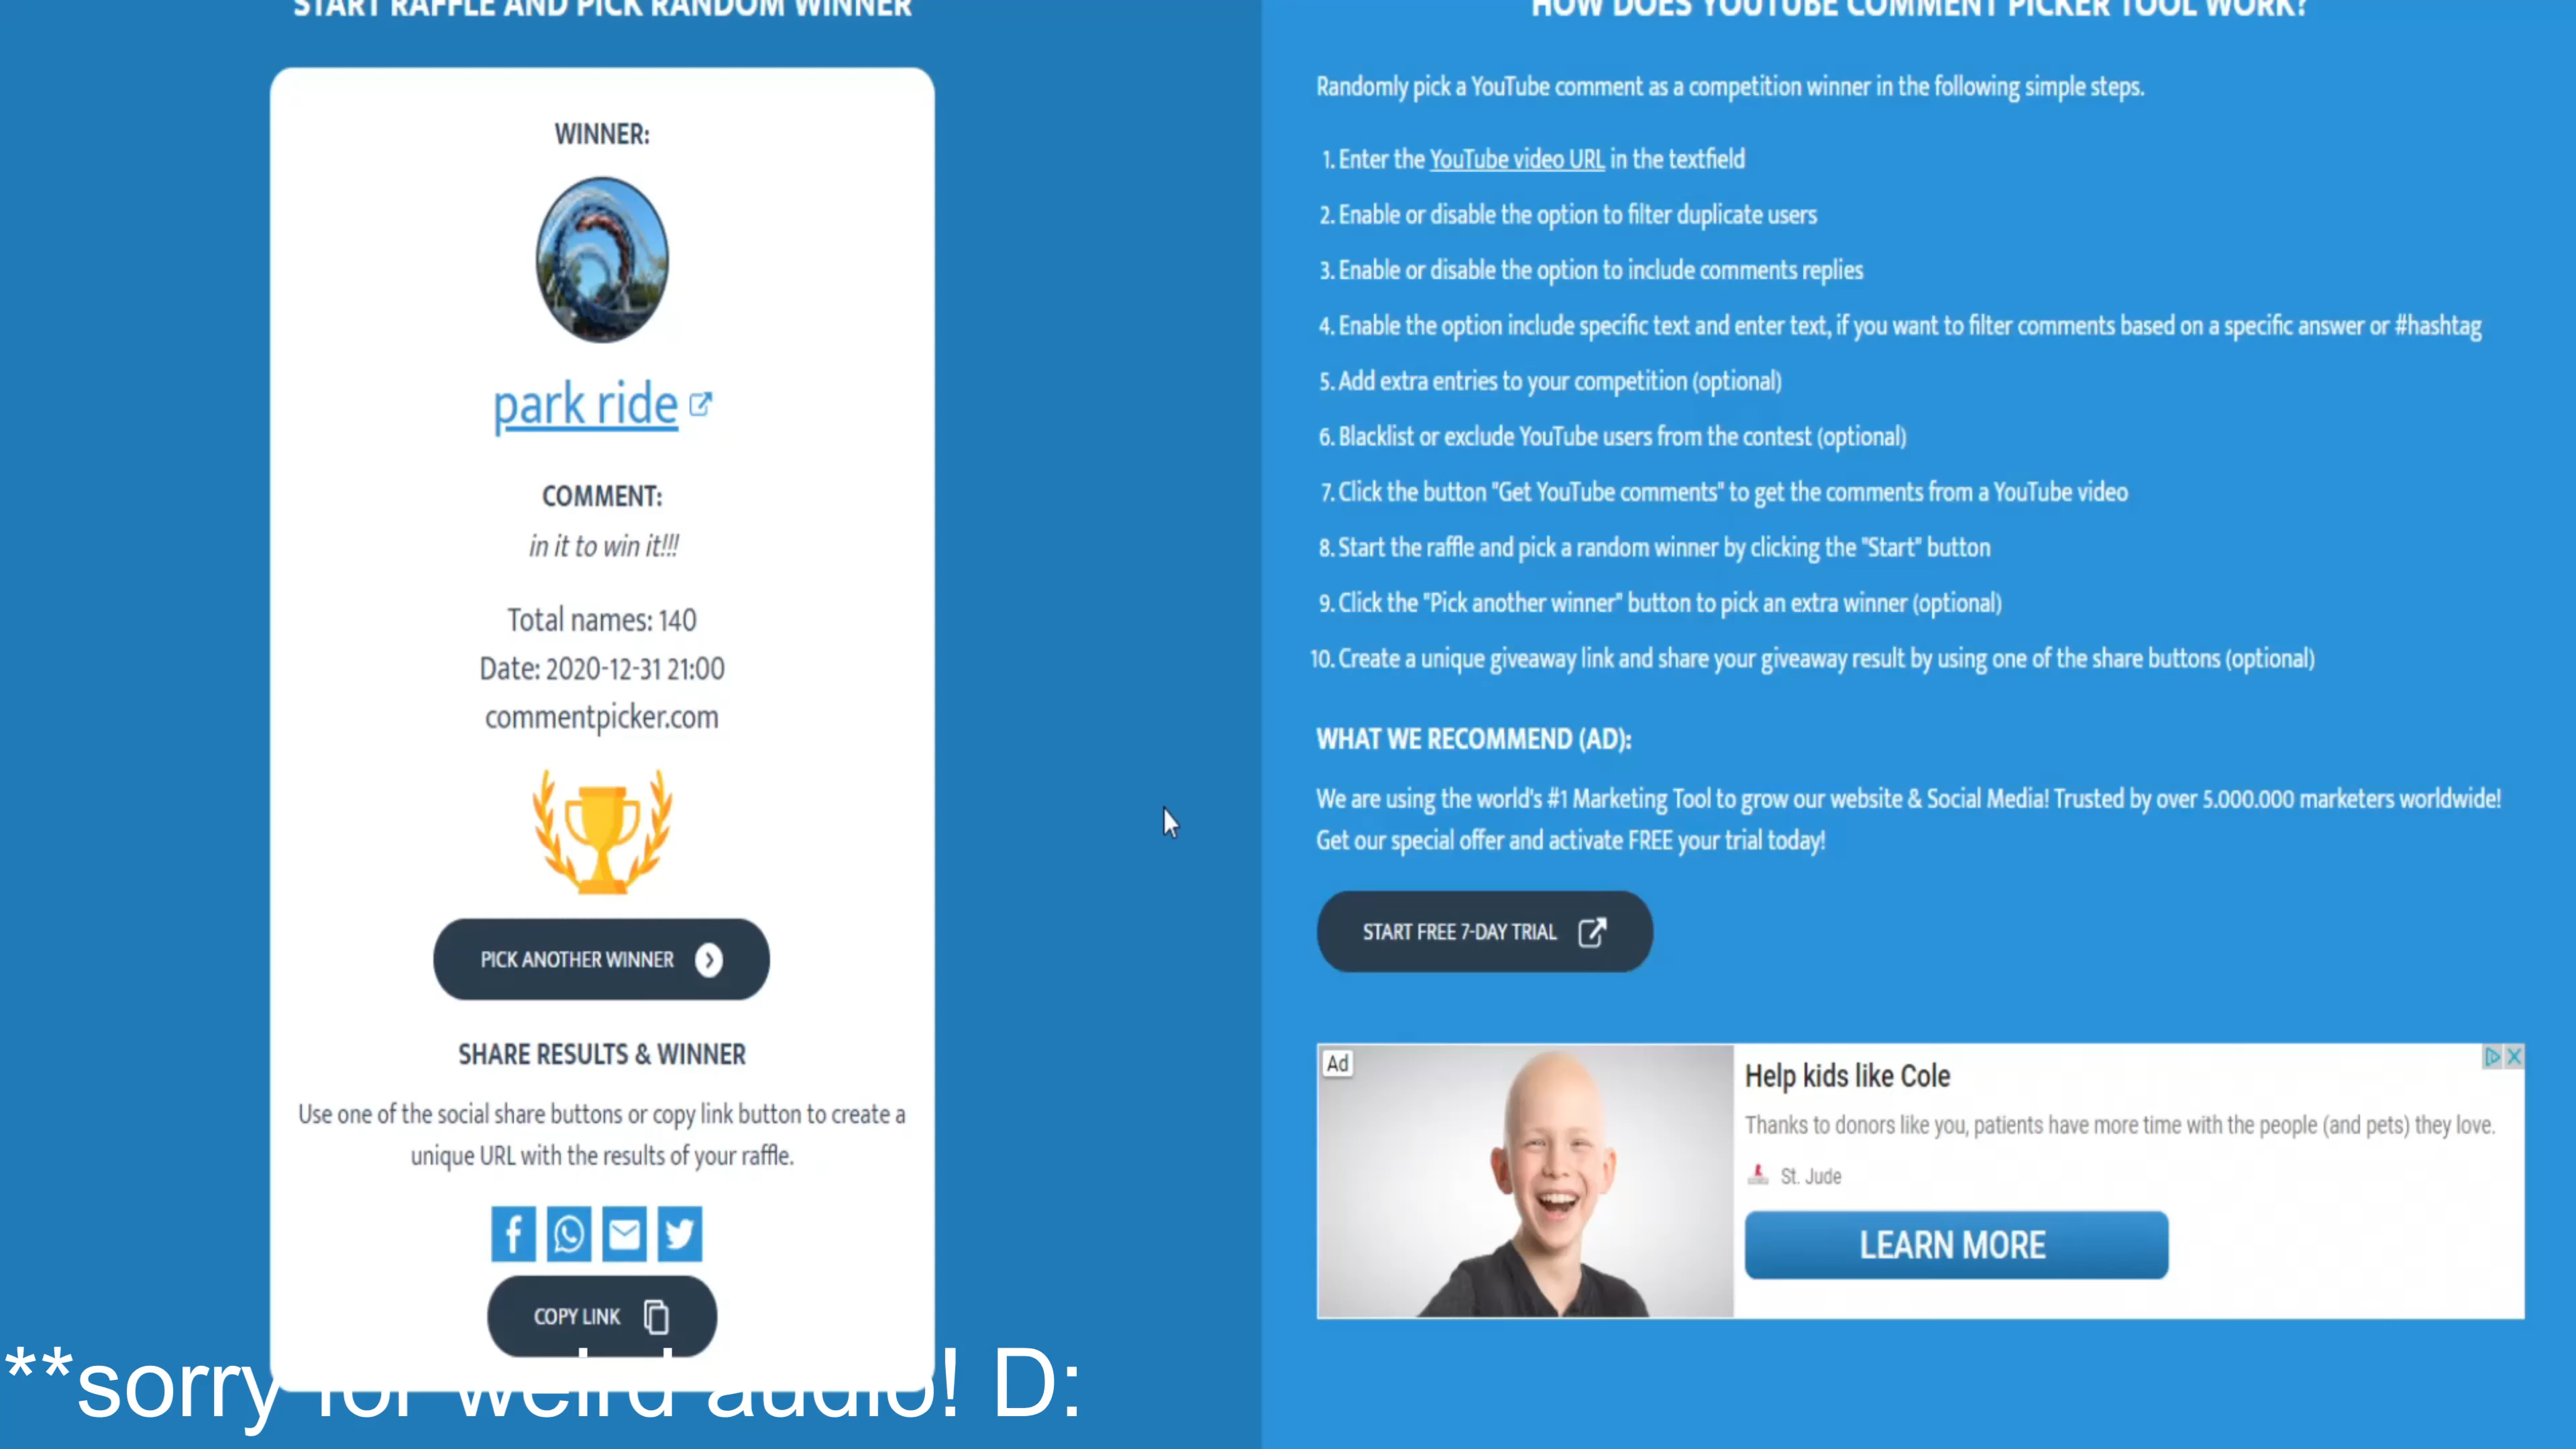 START RAFFLE AND PICK RANDOM WINNER
WINNER:
park ride
COMMENT:
in it to win it!!!
Total names: 140
Date: 2020-12-31 21:00
commentpicker.com
PICK ANOTHER WINNER
SHARE RESULTS & WINNER
Use one of the social share buttons or copy link button to create a
unique URL with the results of your raffle.
COPY LINK
**sorry for weird audio! D:
HOW DOES YOUTUBE COMMENT PICKER TOOL WORK?
Randomly pick a YouTube comment as a competition winner in the following simple steps.
1. Enter the YouTube video URL in the textfield
2. Enable or disable the option to filter duplicate users
3. Enable or disable the option to include comments replies
4. Enable the option include specific text and enter text, if you want to filter comments based on a specific answer or #hashtag
5. Add extra entries to your competition (optional)
6. Blacklist or exclude YouTube users from the contest (optional)
7. Click the button "Get YouTube comments" to get the comments from a YouTube video
8. Start the raffle and pick a random winner by clicking the "Start" button
9. Click the "Pick another winner" button to pick an extra winner (optional)
10. Create a unique giveaway link and share your giveaway result by using one of the share buttons (optional)
WHAT WE RECOMMEND (AD):
We are using the world's #1 Marketing Tool to grow our website & Social Media! Trusted by over 5.000.000 marketers worldwide!
Get our special offer and activate FREE your trial today!
START FREE 7-DAY TRIAL
Ad
Help kids like Cole
Thanks to donors like you, patients have more time with the people (and pets) they love.
St. Jude
LEARN MORE